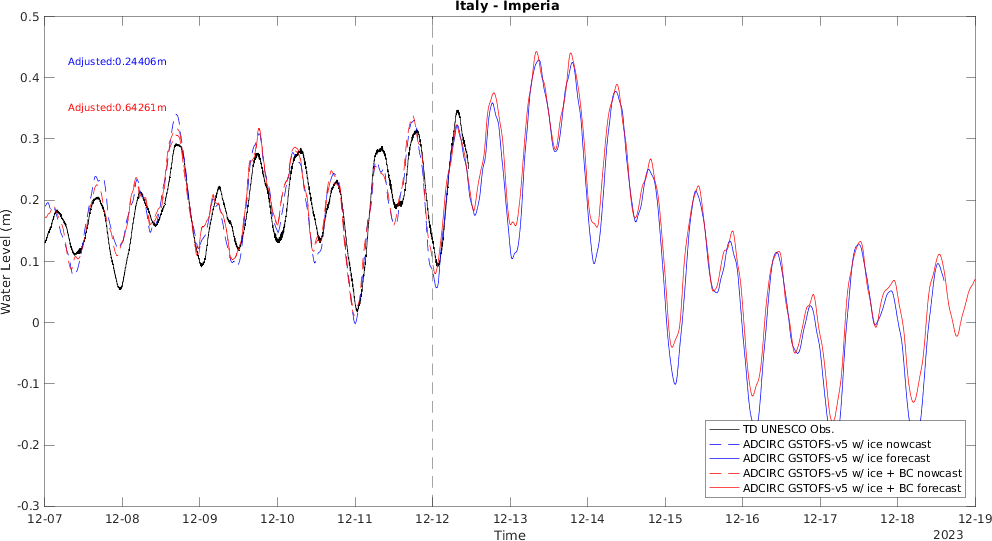 Italy - Imperia
0.5
0.4
0.3
0.2
0.1
0
-0.1
-0.2
-0.3
Water Level (m)
Adjusted:0.24406m
Adjusted:0.64261m
TD UNESCO Obs.
ADCIRC GSTOFS-v5 w/ ice nowcast
ADCIRC GSTOFS-v5 w/ ice forecast
ADCIRC GSTOFS-v5 w/ ice + BC nowcast
ADCIRC GSTOFS-v5 w/ ice + BC forecast
12-07 12-08 12-09 12-10 12-11 12-12 12-13 12-14 12-15 12-16 12-17 12-18 12-19
Time
2023